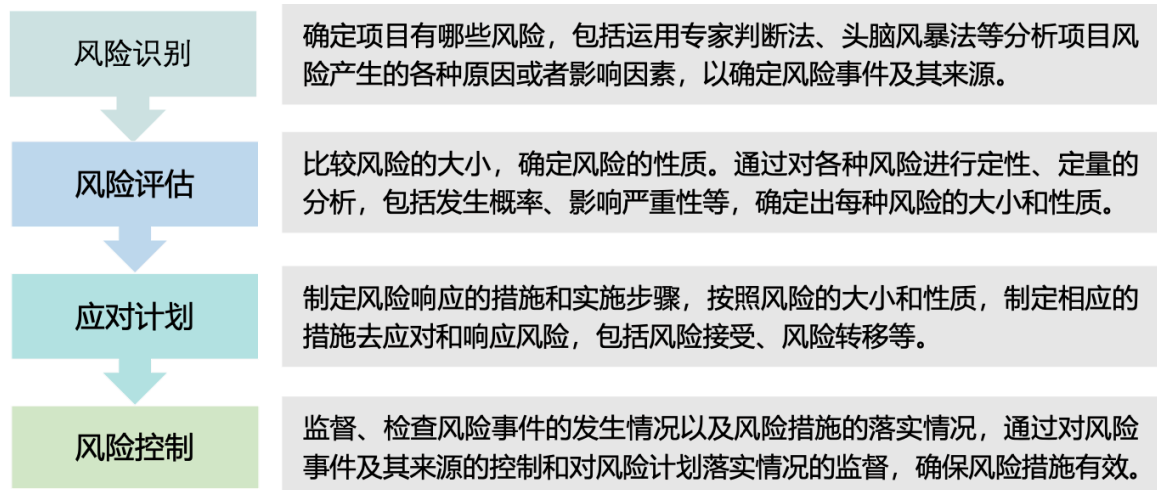 风险识别
确定项目有哪些风险，包括运用专家判断法、头脑风暴法等分析项目风
险产生的各种原因或者影响因素，以确定风险事件及其来源。
风险评估
比较风险的大小，确定风险的性质。通过对各种风险进行定性、定量的
分析，包括发生概率、影响严重性等，确定出每种风险的大小和性质。
应对计划
制定风险响应的措施和实施步骤，按照风险的大小和性质，制定相应的
措施去应对和响应风险，包括风险接受、风险转移等。
风险控制
监督、检查风险事件的发生情况以及风险措施的落实情况，通过对风险
事件及其来源的控制和对风险计划落实情况的监督，确保风险措施有效。